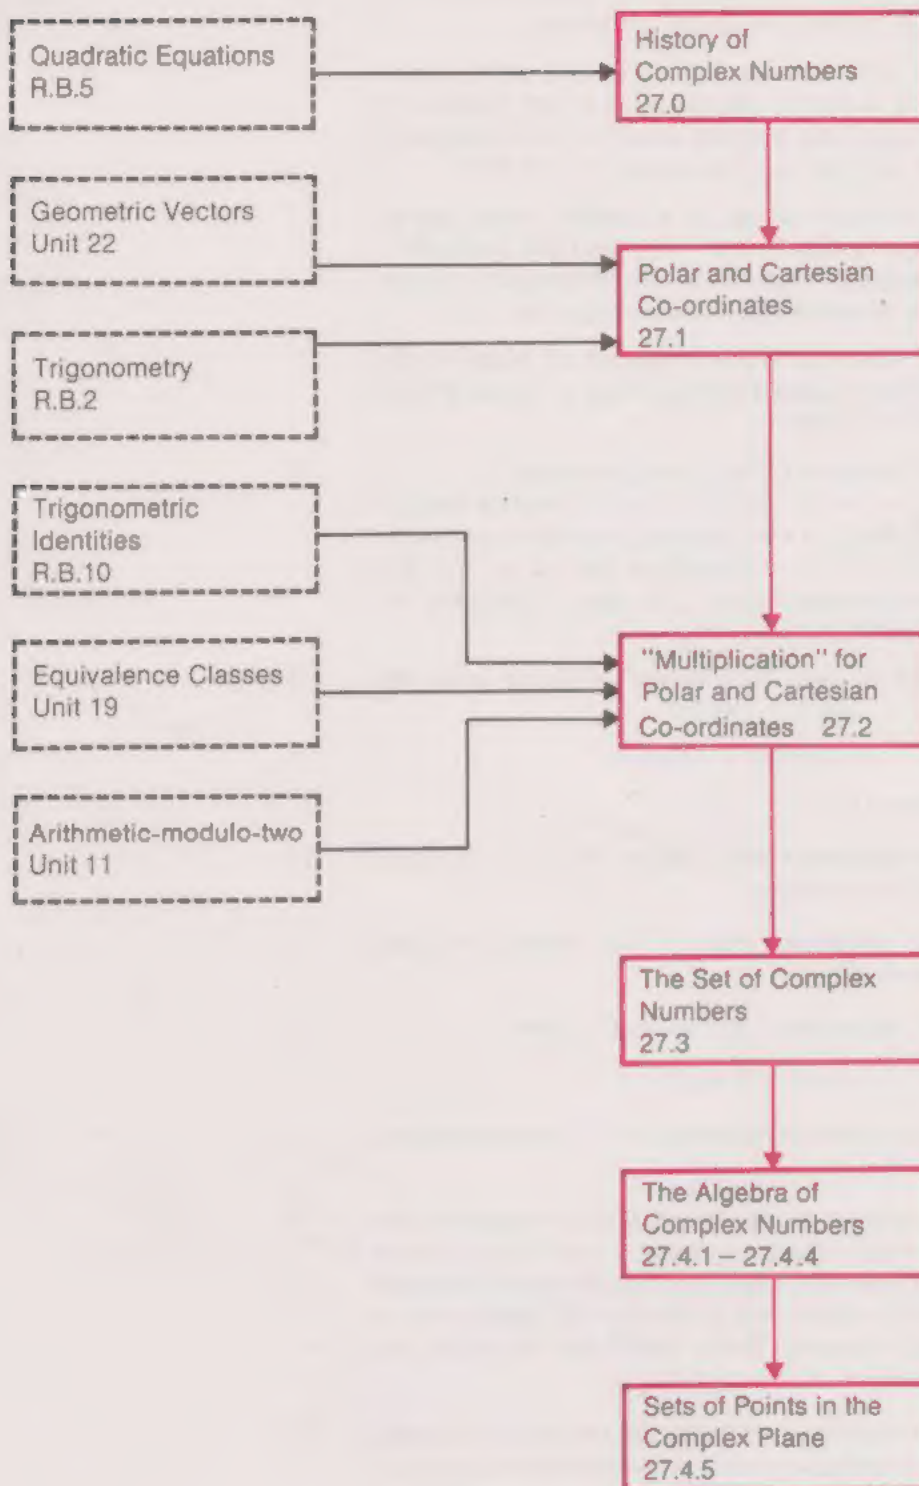 Quadratic Equations
R.B.5
History of
Complex Numbers
27.0
Geometric Vectors
Unit 22
Polar and Cartesian
Co-ordinates
27.1
Trigonometry
R.B.2
Trigonometric
Identities
R.B.10
"Multiplication" for
Polar and Cartesian
Co-ordinates 27.2
Equivalence Classes
Unit 19
Arithmetic-modulo-two
Unit 11
The Set of Complex
Numbers
27.3
The Algebra of
Complex Numbers
27.4.1 – 27.4.4
Sets of Points in the
Complex Plane
27.4.5